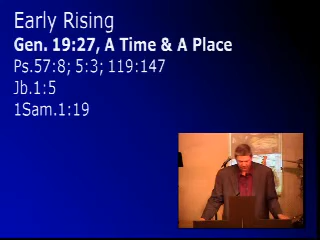 Early Rising
Gen. 19:27, A Time & A Place
Ps.57:8; 5:3; 119:147
Jb.1:5
1Sam.1:19